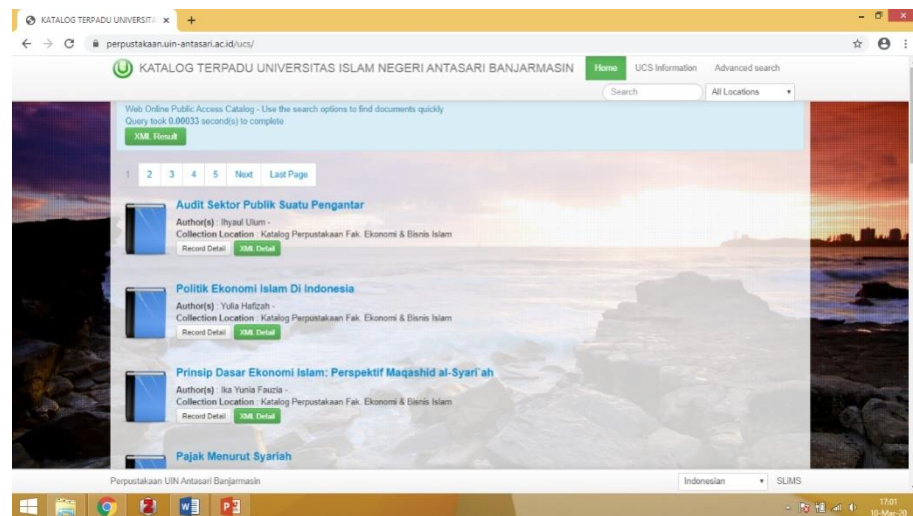 KATALOG TERPADU UNIVERSITA
perpustakaan.uin-antasari.ac.id/ucs/
KATALOG TERPADU UNIVERSITAS ISLAM NEGERI ANTASARI BANJARMASIN
Home UCS Information Advanced search
Search All Locations
Web Online Public Access Catalog - Use the search options to find documents quickly
Query took 0.00033 second(s) to complete
XML Result
1 2 3 4 5 Next Last Page
Audit Sektor Publik Suatu Pengantar
Author(s) : Ihyaul Ulum -
Collection Location : Katalog Perpustakaan Fak. Ekonomi & Bisnis Islam
Record Detail XML Detail
Politik Ekonomi Islam Di Indonesia
Author(s) : Yulia Hafizah -
Collection Location : Katalog Perpustakaan Fak. Ekonomi & Bisnis Islam
Record Detail XML Detail
Prinsip Dasar Ekonomi Islam: Perspektif Maqashid al-Syari`ah
Author(s) : Ika Yunia Fauzia -
Collection Location : Katalog Perpustakaan Fak. Ekonomi & Bisnis Islam
Record Detail XML Detail
Pajak Menurut Syariah
Perpustakaan UIN Antasari Banjarmasin
Indonesian SLiMS
17:01
10-Mar-20